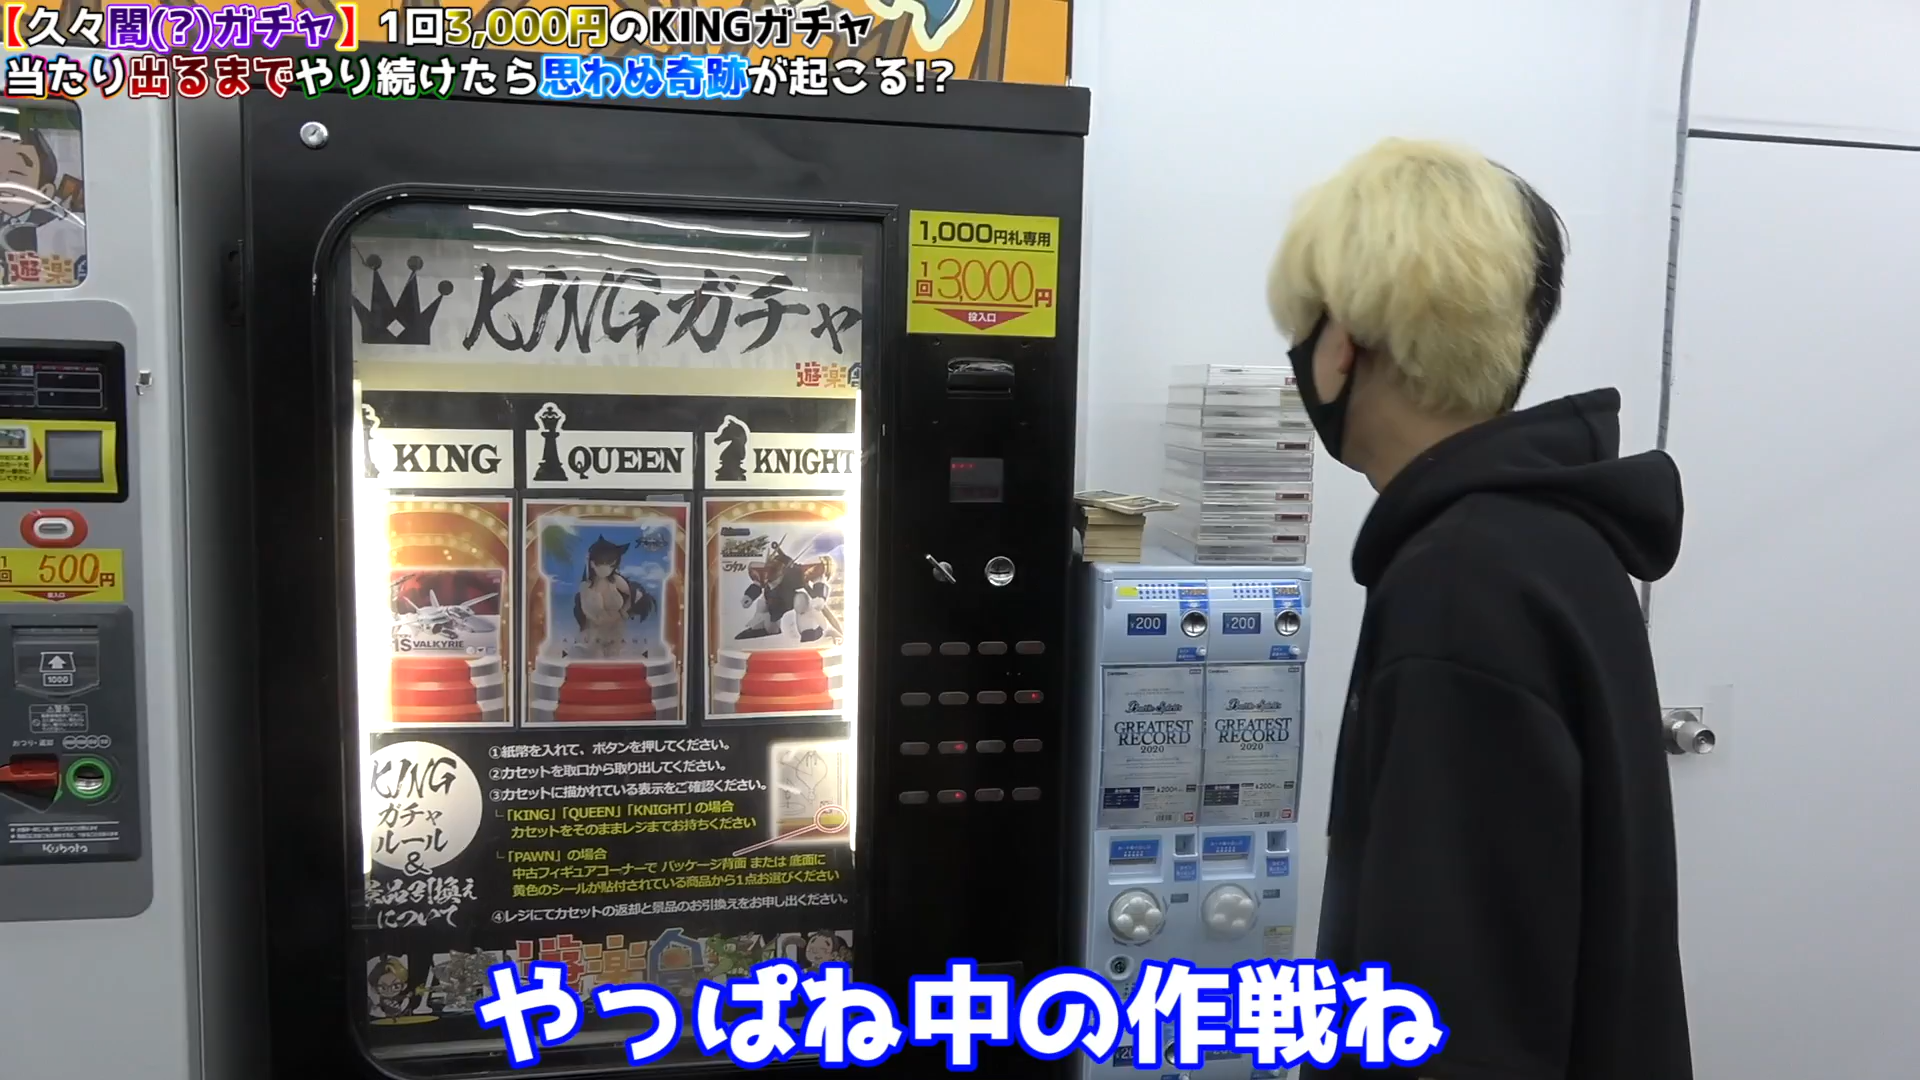 【久々闇(?)ガチャ】1回3,000円のKINGガチャ
当たり出るまでやり続けたら思わぬ奇跡が起こる!?
1,000円札専用
1回3,000円
投入口
KINGガチャ
遊楽
KING
QUEEN
KNIGHT
1S VALKYRIE
①紙幣を入れて、ボタンを押してください。
②カセットを取口から取り出してください。
③カセットに描かれている表示をご確認ください。
└「KING」「QUEEN」「KNIGHT」の場合
カセットをそのままレジまでお持ちください
└「PAWN」の場合
中古フィギュアコーナーで パッケージ背面 または 底面に
黄色のシールが貼付されている商品から1点お選びください
④レジにてカセットの返却と景品のお引換えをお申し出ください。
KING
ガチャ
ルール
&
景品引換え
について
遊楽
1回 500円
1000
Kubota
¥200
¥200
Battle Spirits
GREATEST
RECORD
2020
Battle Spirits
GREATEST
RECORD
2020
遊楽舎
やっぱね中の作戦ね